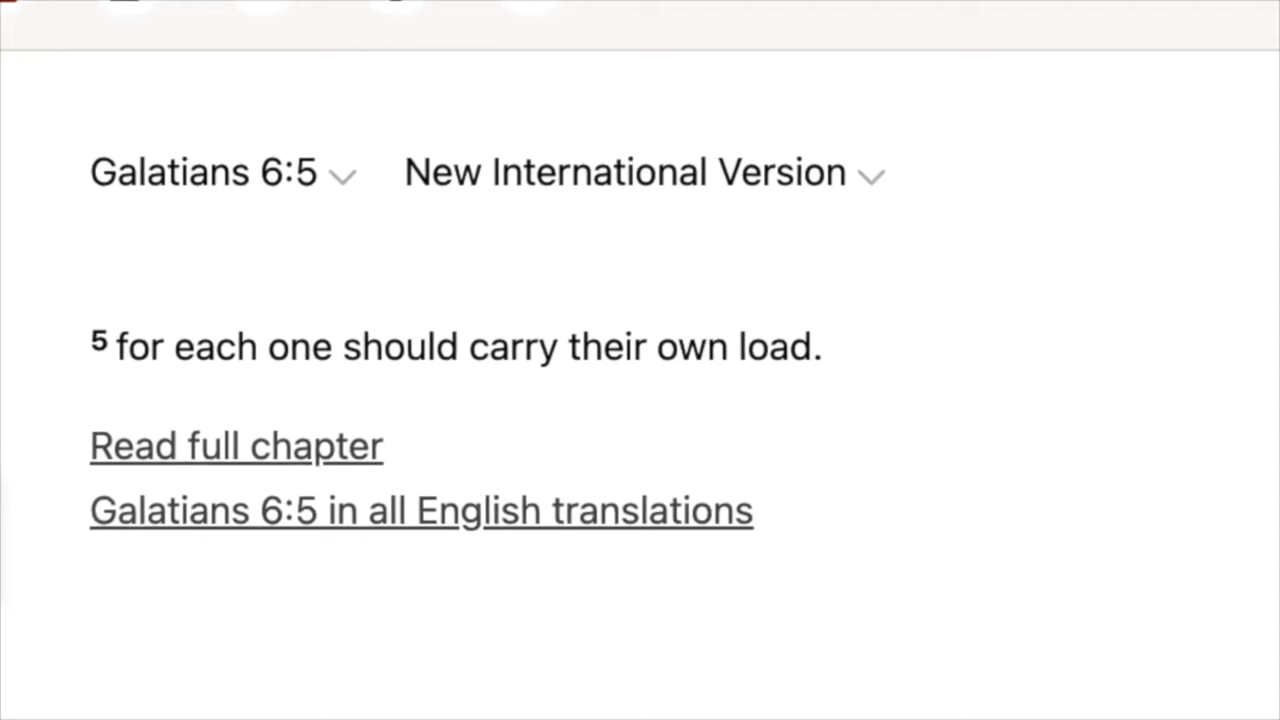 Galatians 6:5 New International Version
5 for each one should carry their own load.
Read full chapter
Galatians 6:5 in all English translations